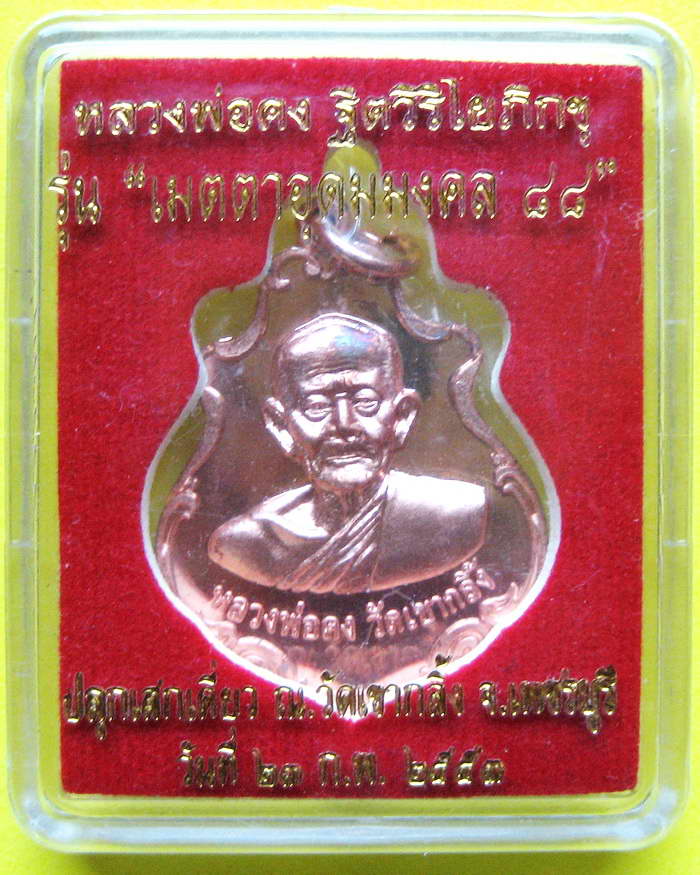 หลวงพ่อคง ฐิตวิริโยภิกขุ
รุ่น “เมตตาอุดมมงคล ๘๘”
หลวงพ่อคง วัดเขากลิ้ง
ปลุกเสกเดี่ยว ณ.วัดเขากลิ้ง จ.เพชรบุรี
วันที่ ๒๓ ก.พ. ๒๕๕๓